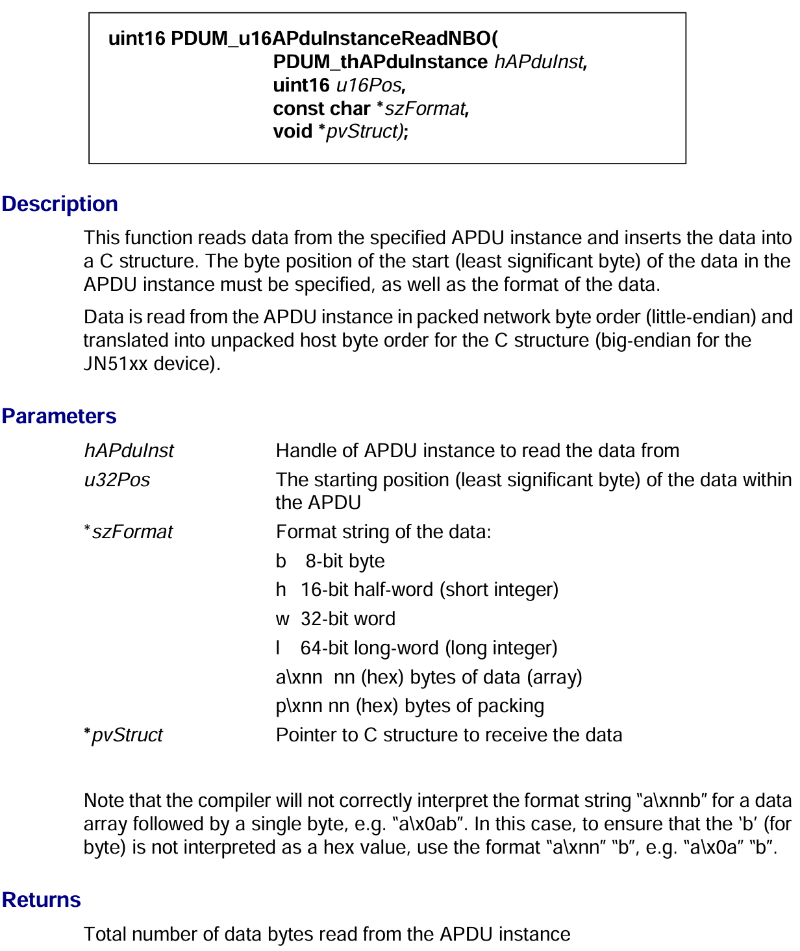 uint16 PDUM_u16APduInstanceReadNBO(
PDUM_thAPduInstance hAPduInst,
uint16 u16Pos,
const char *szFormat,
void *pvStruct);
Description
This function reads data from the specified APDU instance and inserts the data into
a C structure. The byte position of the start (least significant byte) of the data in the
APDU instance must be specified, as well as the format of the data.
Data is read from the APDU instance in packed network byte order (little-endian) and
translated into unpacked host byte order for the C structure (big-endian for the
JN51xx device).
Parameters
hAPduInst Handle of APDU instance to read the data from
u32Pos The starting position (least significant byte) of the data within
the APDU
*szFormat Format string of the data:
b 8-bit byte
h 16-bit half-word (short integer)
w 32-bit word
l 64-bit long-word (long integer)
a\xnn nn (hex) bytes of data (array)
p\xnn nn (hex) bytes of packing
*pvStruct Pointer to C structure to receive the data
Note that the compiler will not correctly interpret the format string “a\xnnb” for a data
array followed by a single byte, e.g. “a\x0ab”. In this case, to ensure that the ‘b’ (for
byte) is not interpreted as a hex value, use the format “a\xnn” “b”, e.g. “a\x0a” “b”.
Returns
Total number of data bytes read from the APDU instance